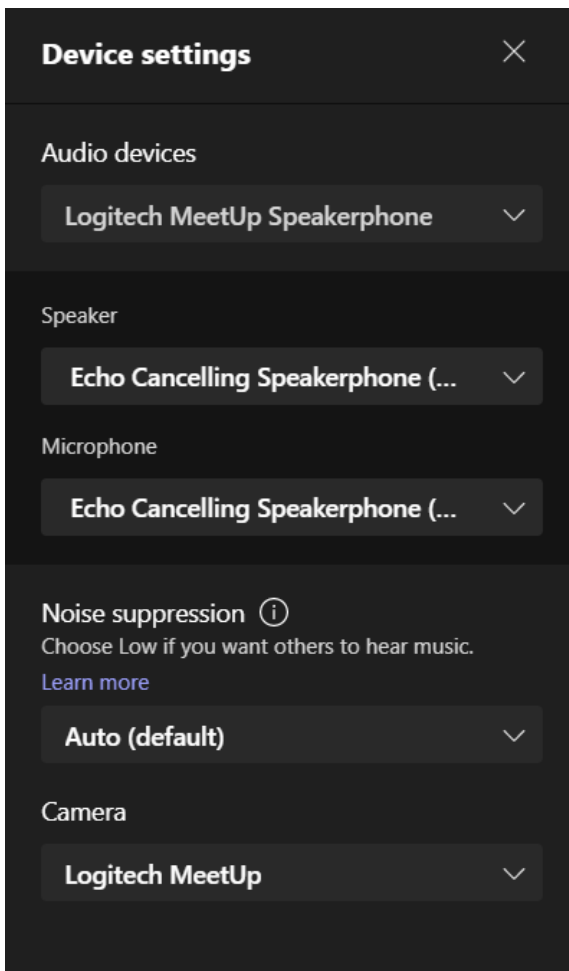 Device settings
Audio devices
Logitech MeetUp Speakerphone
Speaker
Echo Cancelling Speakerphone (...
Microphone
Echo Cancelling Speakerphone (...
Noise suppression
Choose Low if you want others to hear music.
Learn more
Auto (default)
Camera
Logitech MeetUp